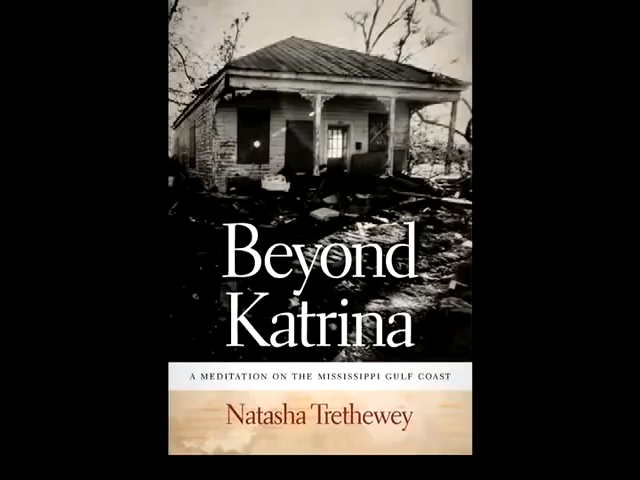 Beyond
Katrina
A MEDITATION ON THE MISSISSIPPI GULF COAST
Natasha Trethewey